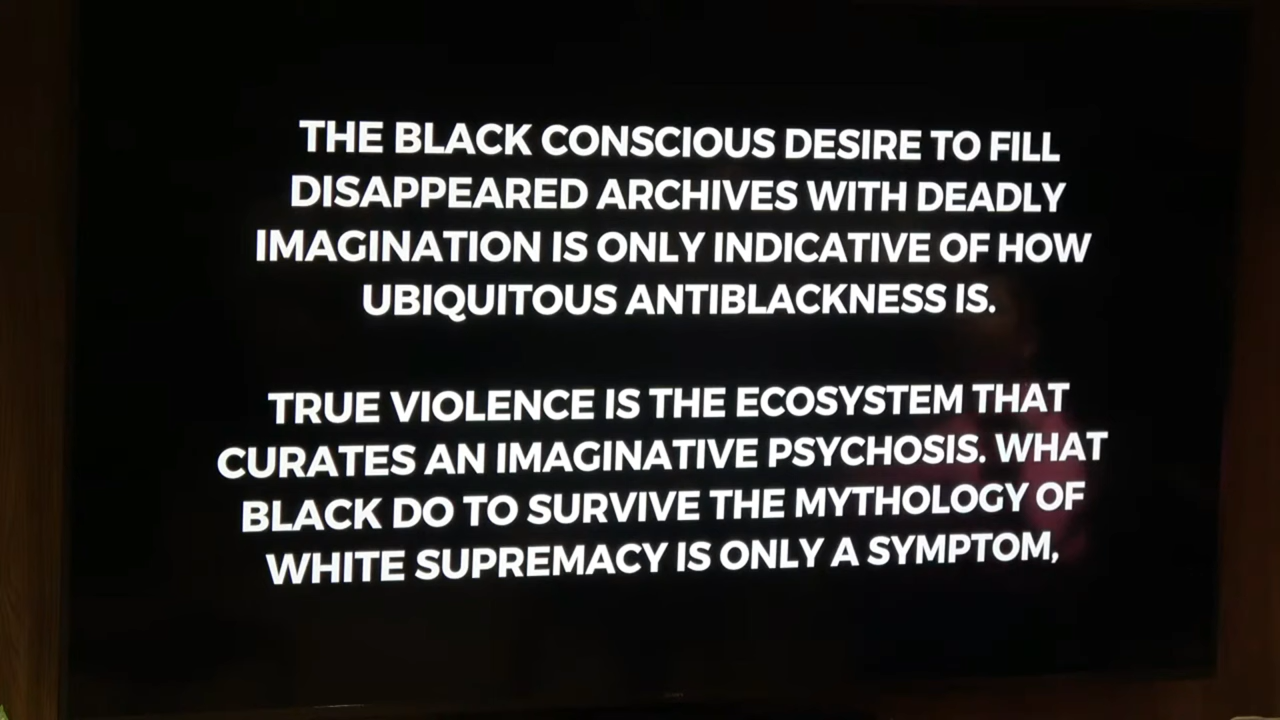 THE BLACK CONSCIOUS DESIRE TO FILL
DISAPPEARED ARCHIVES WITH DEADLY
IMAGINATION IS ONLY INDICATIVE OF HOW
UBIQUITOUS ANTIBLACKNESS IS.
TRUE VIOLENCE IS THE ECOSYSTEM THAT
CURATES AN IMAGINATIVE PSYCHOSIS. WHAT
BLACK DO TO SURVIVE THE MYTHOLOGY OF
WHITE SUPREMACY IS ONLY A SYMPTOM,